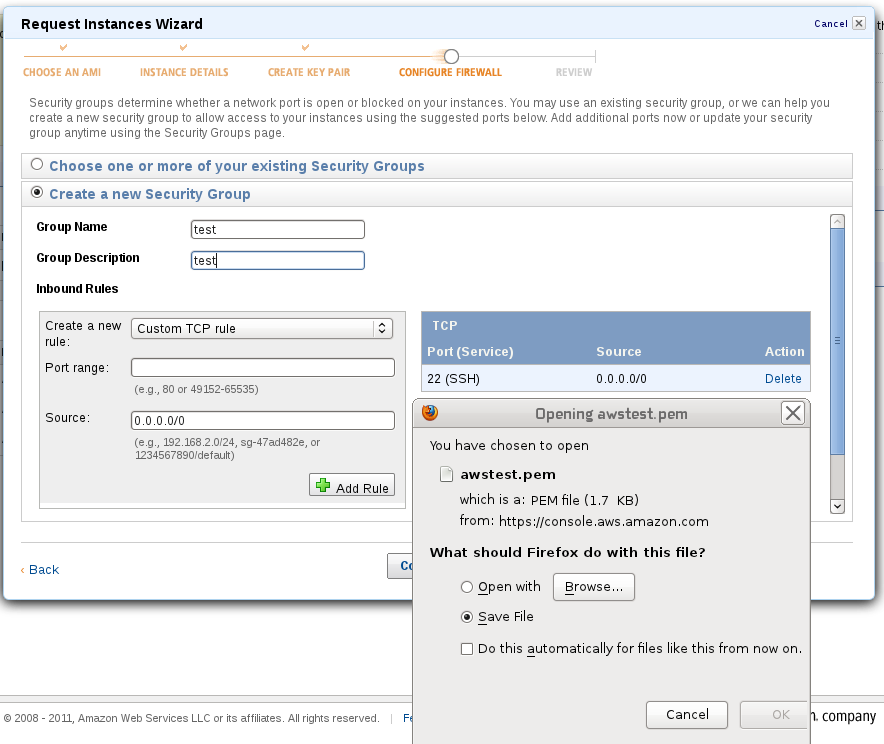 Request Instances Wizard
Cancel
CHOOSE AN AMI INSTANCE DETAILS CREATE KEY PAIR CONFIGURE FIREWALL REVIEW
Security groups determine whether a network port is open or blocked on your instances. You may use an existing security group, or we can help you
create a new security group to allow access to your instances using the suggested ports below. Add additional ports now or update your security
group anytime using the Security Groups page.
Choose one or more of your existing Security Groups
Create a new Security Group
Group Name test
Group Description test
Inbound Rules
Create a new
rule:
Custom TCP rule
Port range:
(e.g., 80 or 49152-65535)
Source: 0.0.0.0/0
(e.g., 192.168.2.0/24, sg-47ad482e, or
1234567890/default)
Add Rule
TCP
Port (Service) Source Action
22 (SSH) 0.0.0.0/0 Delete
Back
Opening awstest.pem
You have chosen to open
awstest.pem
which is a: PEM file (1.7 KB)
from: https://console.aws.amazon.com
What should Firefox do with this file?
Open with Browse...
Save File
Do this automatically for files like this from now on.
Cancel OK
© 2008 - 2011, Amazon Web Services LLC or its affiliates. All rights reserved. |
company